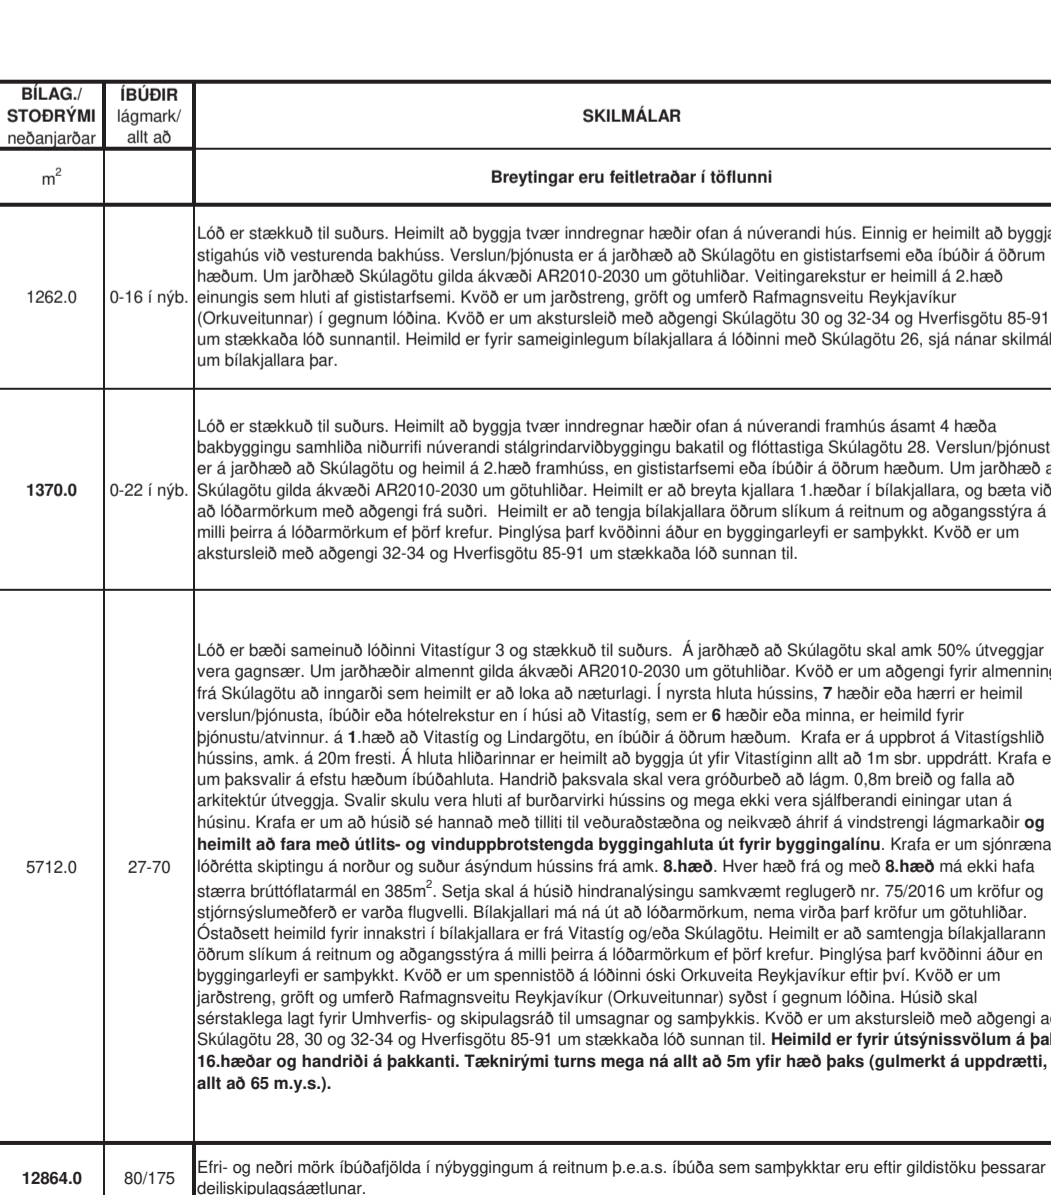 BÍLAG./
STOÐRÝMI
neðanjarðar
ÍBÚÐIR
lágmark/
allt að
SKILMÁLAR
m²
Breytingar eru feitletraðar í töflunni
1262.0
0-16 í nýb.
Lóð er stækkuð til suðurs. Heimilt að byggja tvær inndregnar hæðir ofan á núverandi hús. Einnig er heimilt að byggja
stigahús við vesturenda bakhúss. Verslun/þjónusta er á jarðhæð að Skúlagötu en gististarfsemi eða íbúðir á öðrum
hæðum. Um jarðhæð Skúlagötu gilda ákvæði AR2010-2030 um götuhliðar. Veitingarekstur er heimill á 2.hæð
einungis sem hluti af gististarfsemi. Kvöð er um jarðstreng, gröft og umferð Rafmagnsveitu Reykjavíkur
(Orkuveitunnar) í gegnum lóðina. Kvöð er um akstursleið með aðgengi Skúlagötu 30 og 32-34 og Hverfisgötu 85-91
um stækkaða lóð sunnantil. Heimild er fyrir sameiginlegum bílakjallara á lóðinni með Skúlagötu 26, sjá nánar skilmál
um bílakjallara þar.
1370.0
0-22 í nýb.
Lóð er stækkuð til suðurs. Heimilt að byggja tvær inndregnar hæðir ofan á núverandi framhús ásamt 4 hæða
bakbyggingu samhliða niðurrifi núverandi stálgrindarviðbyggingu bakatil og flóttastiga Skúlagötu 28. Verslun/þjónust
er á jarðhæð að Skúlagötu og heimil á 2.hæð framhúss, en gististarfsemi eða íbúðir á öðrum hæðum. Um jarðhæð a
Skúlagötu gilda ákvæði AR2010-2030 um götuhliðar. Heimilt er að breyta kjallara 1.hæðar í bílakjallara, og bæta við
að lóðarmörkum með aðgengi frá suðri. Heimilt er að tengja bílakjallara öðrum slíkum á reitnum og aðgangsstýra á
milli þeirra á lóðarmörkum ef þörf krefur. Þinglýsa þarf kvöðinni áður en byggingarleyfi er samþykkt. Kvöð er um
akstursleið með aðgengi 32-34 og Hverfisgötu 85-91 um stækkaða lóð sunnan til.
5712.0
27-70
Lóð er bæði sameinuð lóðinni Vitastígur 3 og stækkuð til suðurs. Á jarðhæð að Skúlagötu skal amk 50% útveggjar
vera gagnsær. Um jarðhæðir almennt gilda ákvæði AR2010-2030 um götuhliðar. Kvöð er um aðgengi fyrir almenning
frá Skúlagötu að inngarði sem heimilt er að loka að næturlagi. Í nyrsta hluta hússins, 7 hæðir eða hærri er heimil
verslun/þjónusta, íbúðir eða hótelrekstur en í húsi að Vitastíg, sem er 6 hæðir eða minna, er heimild fyrir
þjónustu/atvinnur. á 1.hæð að Vitastíg og Lindargötu, en íbúðir á öðrum hæðum. Krafa er á uppbrot á Vitastígshlið
hússins, amk. á 20m fresti. Á hluta hliðarinnar er heimilt að byggja út yfir Vitastíginn allt að 1m sbr. uppdrátt. Krafa e
um þaksvalir á efstu hæðum íbúðahluta. Handrið þaksvala skal vera gróðurbeð að lágm. 0,8m breið og falla að
arkitektúr útveggja. Svalir skulu vera hluti af burðarvirki hússins og mega ekki vera sjálfberandi einingar utan á
húsinu. Krafa er um að húsið sé hannað með tilliti til veðuraðstæðna og neikvæð áhrif á vindstrengi lágmarkaðir og
heimilt að fara með útlits- og vinduppbrotstengda byggingahluta út fyrir byggingalínu. Krafa er um sjónræna
lóðrétta skiptingu á norður og suður ásýndum hússins frá amk. 8.hæð. Hver hæð frá og með 8.hæð má ekki hafa
stærra brúttóflatarmál en 385m². Setja skal á húsið hindranalýsingu samkvæmt reglugerð nr. 75/2016 um kröfur og
stjórnsýslumeðferð er varða flugvelli. Bílakjallari má ná út að lóðarmörkum, nema virða þarf kröfur um götuhliðar.
Óstaðsett heimild fyrir innakstri í bílakjallara er frá Vitastíg og/eða Skúlagötu. Heimilt er að samtengja bílakjallarann
öðrum slíkum á reitnum og aðgangsstýra á milli þeirra á lóðarmörkum ef þörf krefur. Þinglýsa þarf kvöðinni áður en
byggingarleyfi er samþykkt. Kvöð er um spennistöð á lóðinni óski Orkuveita Reykjavíkur eftir því. Kvöð er um
jarðstreng, gröft og umferð Rafmagnsveitu Reykjavíkur (Orkuveitunnar) syðst í gegnum lóðina. Húsið skal
sérstaklega lagt fyrir Umhverfis- og skipulagsráð til umsagnar og samþykkis. Kvöð er um akstursleið með aðgengi a
Skúlagötu 28, 30 og 32-34 og Hverfisgötu 85-91 um stækkaða lóð sunnan til. Heimild er fyrir útsýnissvölum á þak
16.hæðar og handriði á þakkanti. Tæknirými turns mega ná allt að 5m yfir hæð þaks (gulmerkt á uppdrætti,
allt að 65 m.y.s.).
12864.0
80/175
Efri- og neðri mörk íbúðafjölda í nýbyggingum á reitnum þ.e.a.s. íbúða sem samþykktar eru eftir gildistöku þessarar
deiliskipulagsáætlunar.